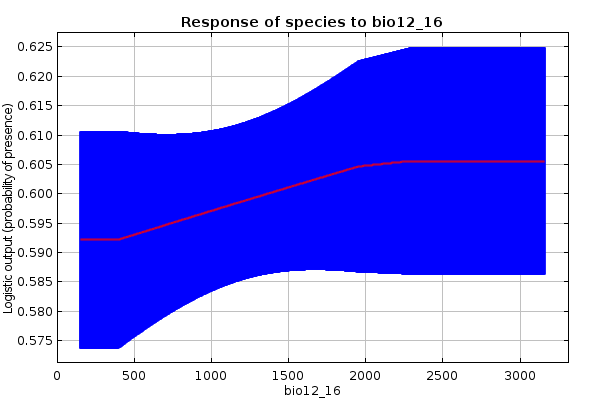 Response of species to bio12_16
Logistic output (probability of presence)
0.625
0.620
0.615
0.610
0.605
0.600
0.595
0.590
0.585
0.580
0.575
0 500 1000 1500 2000 2500 3000
bio12_16